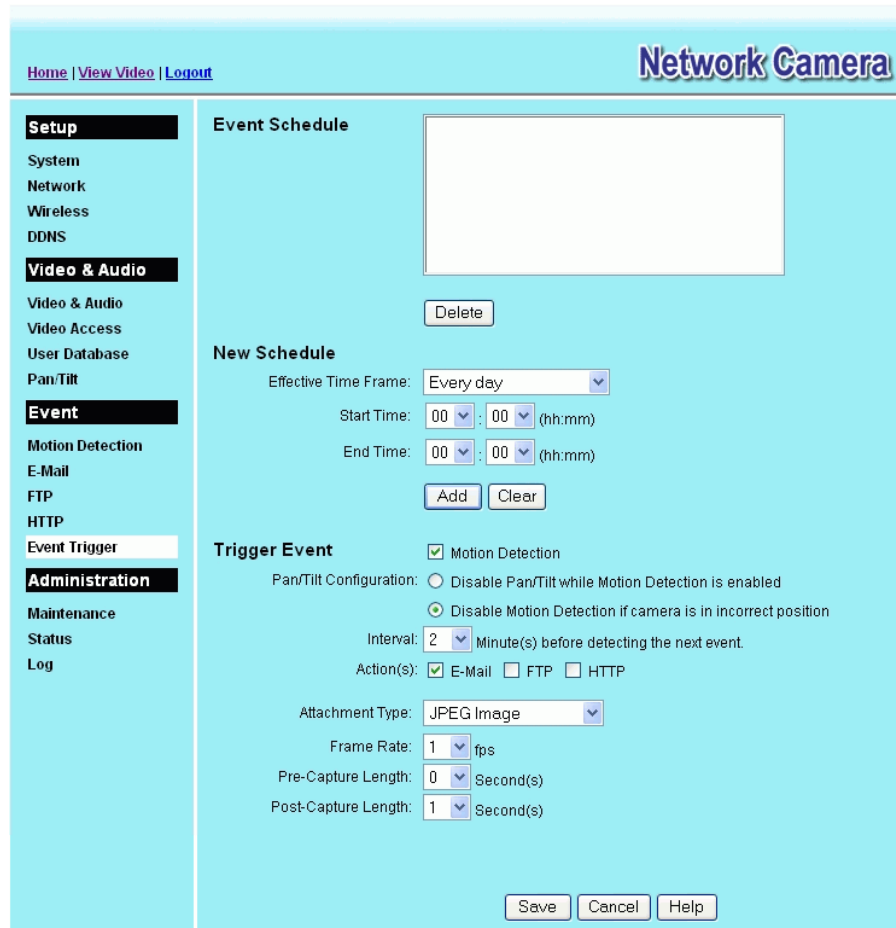 Home | View Video | Logout
Network Camera
Setup
System
Network
Wireless
DDNS
Video & Audio
Video & Audio
Video Access
User Database
Pan/Tilt
Event
Motion Detection
E-Mail
FTP
HTTP
Event Trigger
Administration
Maintenance
Status
Log
Event Schedule
Delete
New Schedule
Effective Time Frame: Every day
Start Time: 00 : 00 (hh:mm)
End Time: 00 : 00 (hh:mm)
Add Clear
Trigger Event Motion Detection
Pan/Tilt Configuration: Disable Pan/Tilt while Motion Detection is enabled
Disable Motion Detection if camera is in incorrect position
Interval: 2 Minute(s) before detecting the next event.
Action(s): E-Mail FTP HTTP
Attachment Type: JPEG Image
Frame Rate: 1 fps
Pre-Capture Length: 0 Second(s)
Post-Capture Length: 1 Second(s)
Save Cancel Help